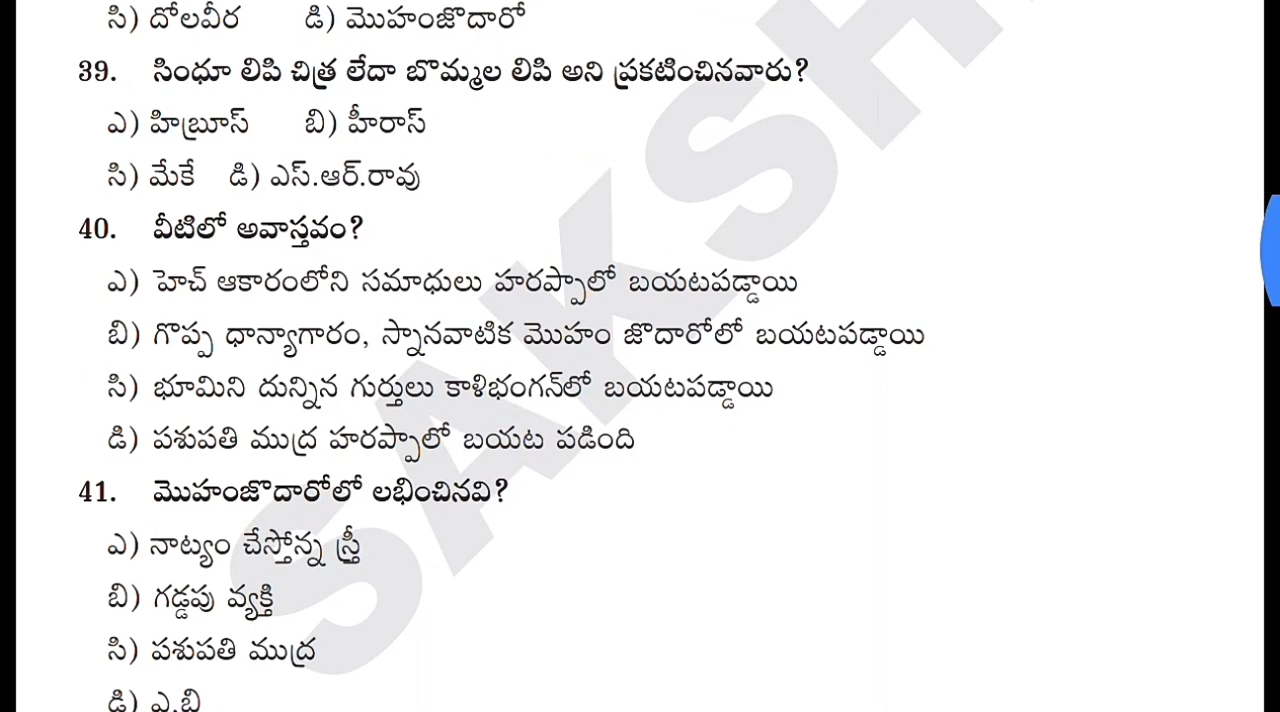 సి) దోలవీర డి) మొహంజొదారో
39. సింధూ లిపి చిత్ర లేదా బొమ్మల లిపి అని ప్రకటించినవారు?
ఎ) హిబ్రూస్ బి) హీరాస్
సి) మేకే డి) ఎస్.ఆర్.రావు
40. వీటిలో అవాస్తవం?
ఎ) హెచ్ ఆకారంలోని సమాధులు హరప్పాలో బయటపడ్డాయి
బి) గొప్ప ధాన్యాగారం, స్నానవాటిక మొహం జొదారోలో బయటపడ్డాయి
సి) భూమిని దున్నిన గుర్తులు కాళిభంగన్‌లో బయటపడ్డాయి
డి) పశుపతి ముద్ర హరప్పాలో బయట పడింది
41. మొహంజొదారోలో లభించినవి?
ఎ) నాట్యం చేస్తోన్న స్త్రీ
బి) గడ్డపు వ్యక్తి
సి) పశుపతి ముద్ర
డి) ఎ,బి
SAKSH